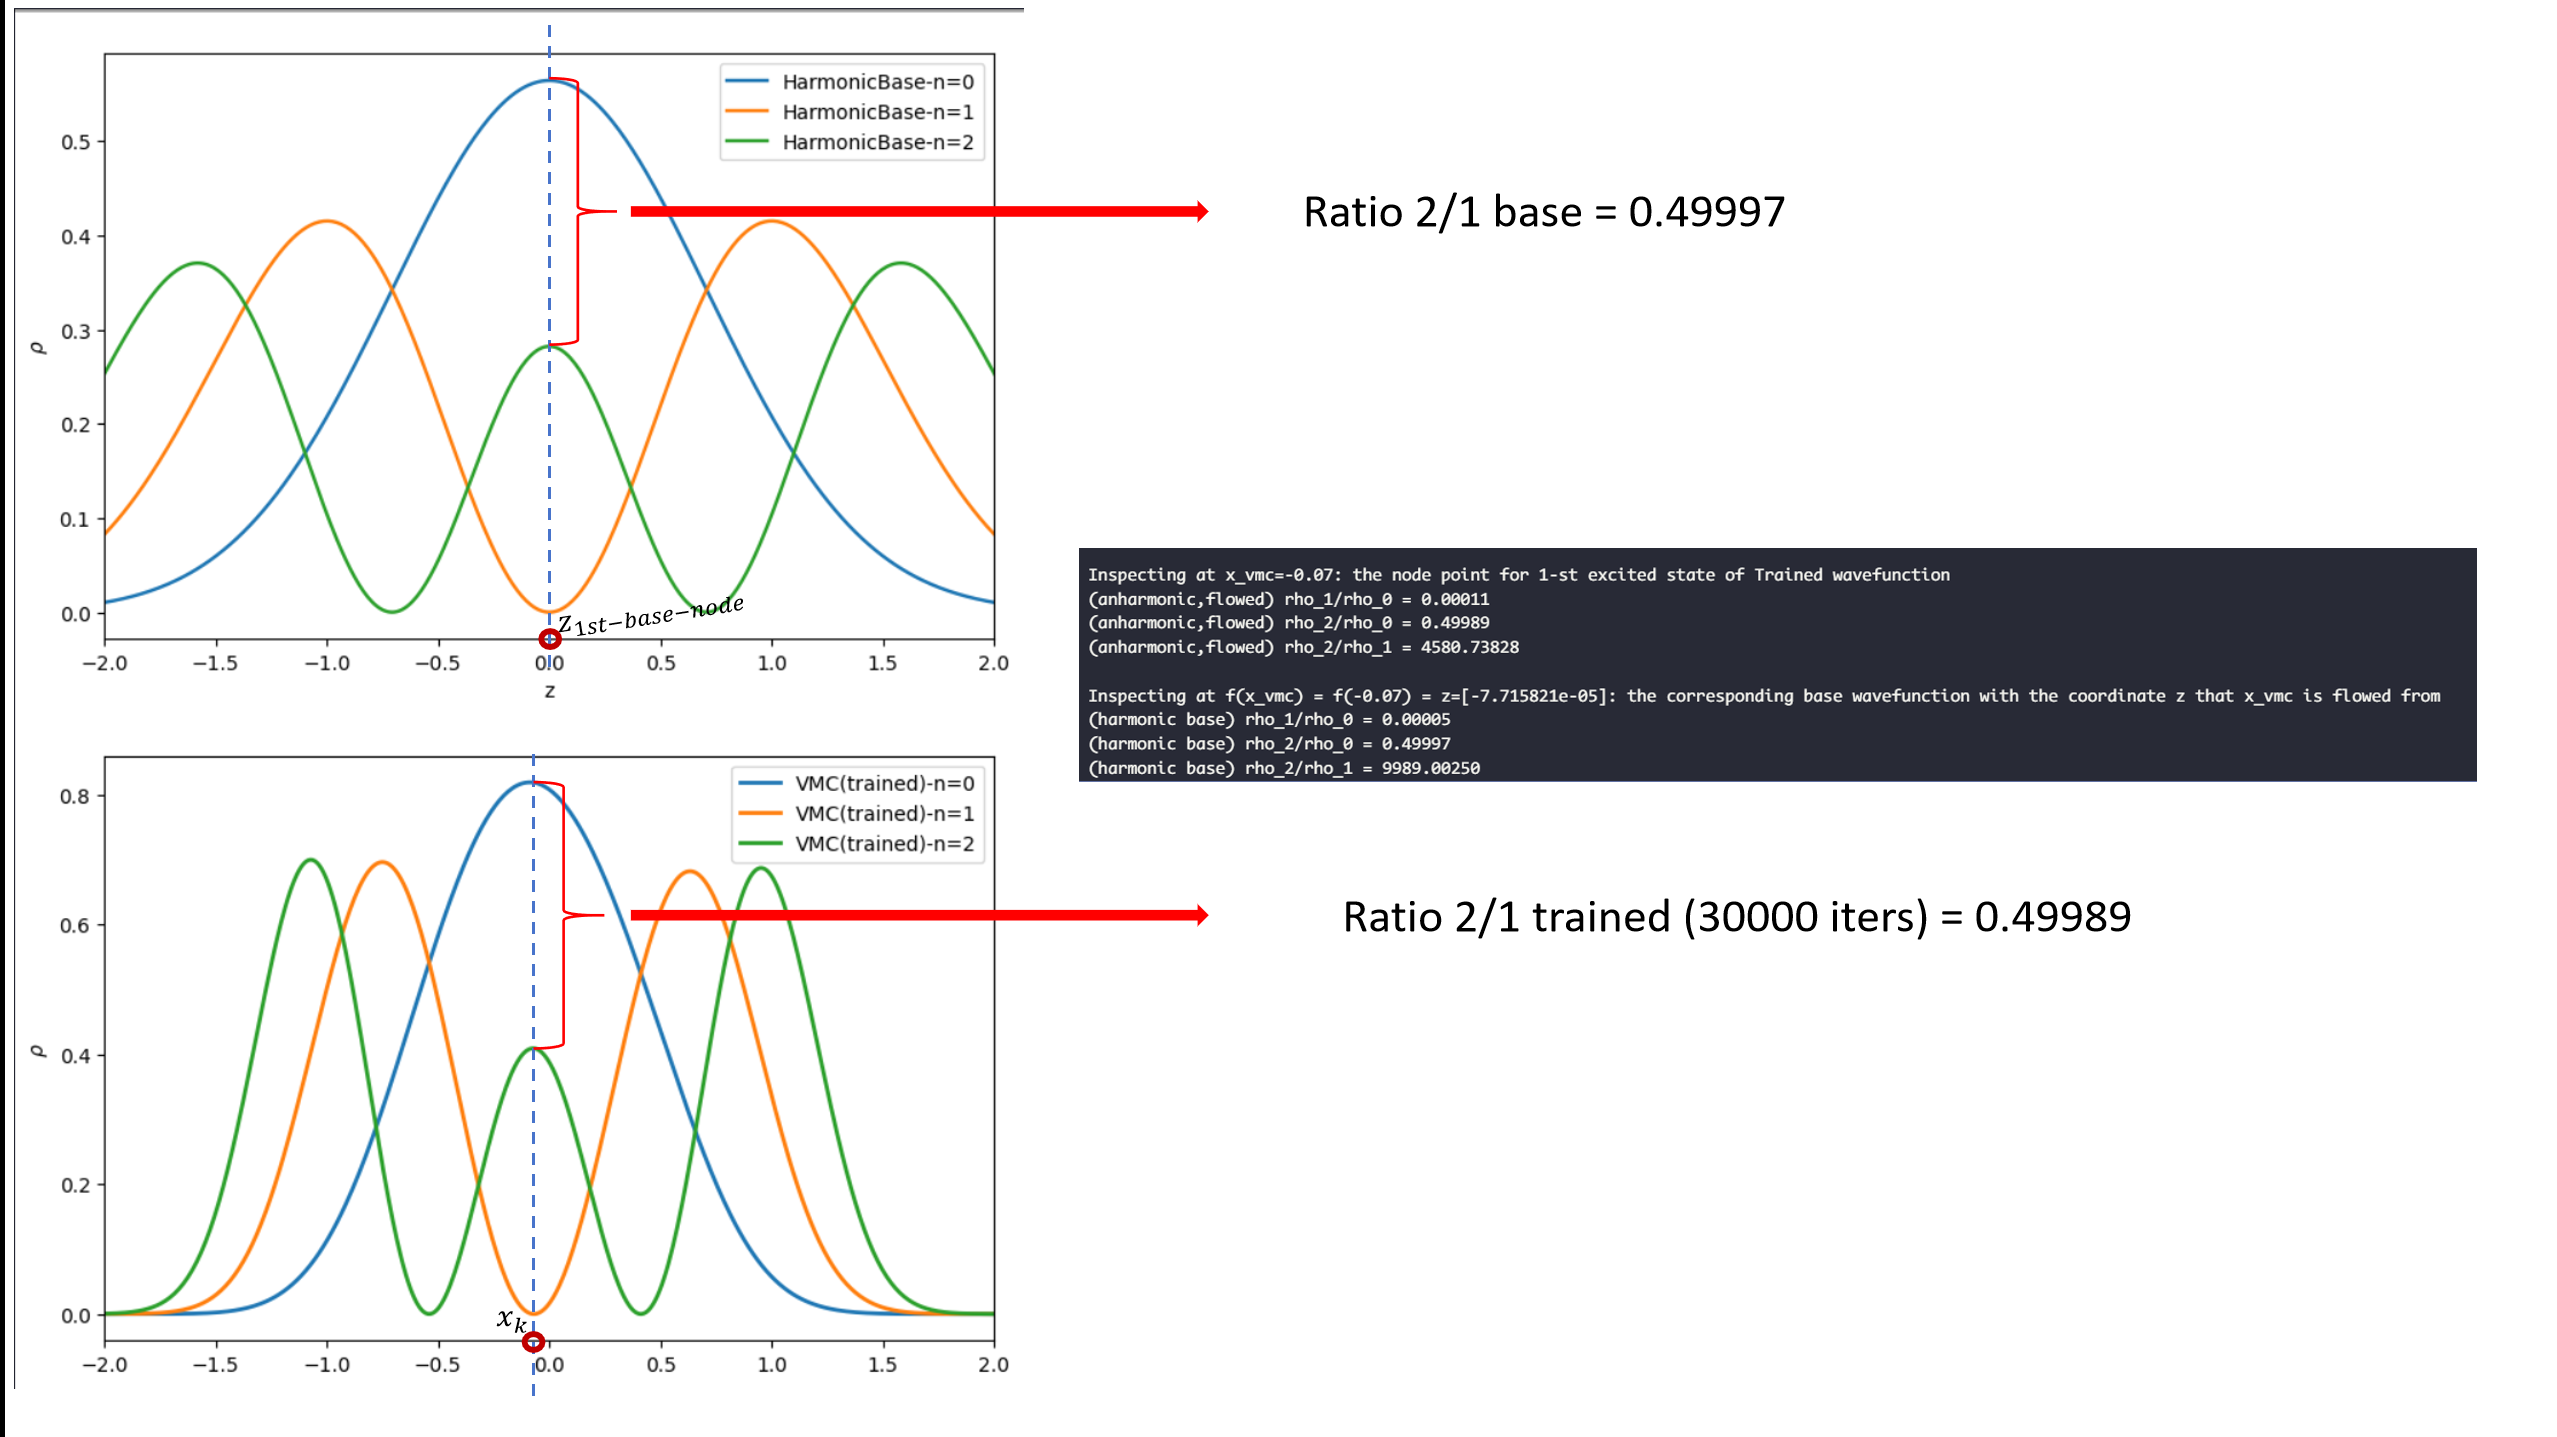 HarmonicBase-n=0
HarmonicBase-n=1
HarmonicBase-n=2
0.5
0.4
0.3
0.2
0.1
0.0
ρ
z1st−base−node
−2.0 −1.5 −1.0 −0.5 0.0 0.5 1.0 1.5 2.0
z
Ratio 2/1 base = 0.49997
Inspecting at x_vmc=-0.07: the node point for 1-st excited state of Trained wavefunction
(anharmonic,flowed) rho_1/rho_0 = 0.00011
(anharmonic,flowed) rho_2/rho_0 = 0.49989
(anharmonic,flowed) rho_2/rho_1 = 4580.73828
Inspecting at f(x_vmc) = f(-0.07) = z=[-7.715821e-05]: the corresponding base wavefunction with the coordinate z that x_vmc is flowed from
(harmonic base) rho_1/rho_0 = 0.00005
(harmonic base) rho_2/rho_0 = 0.49997
(harmonic base) rho_2/rho_1 = 9989.00250
VMC(trained)-n=0
VMC(trained)-n=1
VMC(trained)-n=2
0.8
0.6
0.4
0.2
0.0
ρ
xk
−2.0 −1.5 −1.0 −0.5 0.0 0.5 1.0 1.5 2.0
Ratio 2/1 trained (30000 iters) = 0.49989